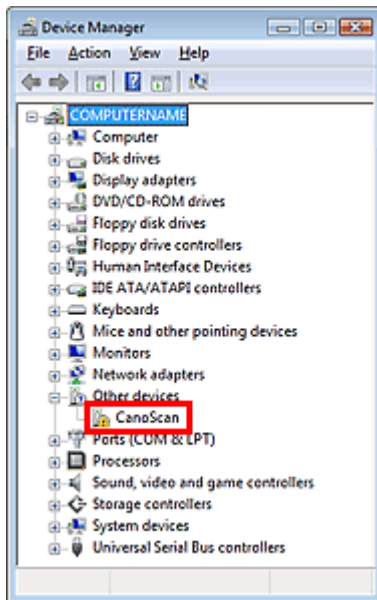 Device Manager
File Action View Help
COMPUTERNAME
Computer
Disk drives
Display adapters
DVD/CD-ROM drives
Floppy disk drives
Floppy drive controllers
Human Interface Devices
IDE ATA/ATAPI controllers
Keyboards
Mice and other pointing devices
Monitors
Network adapters
Other devices
CanoScan
Ports (COM & LPT)
Processors
Sound, video and game controllers
Storage controllers
System devices
Universal Serial Bus controllers